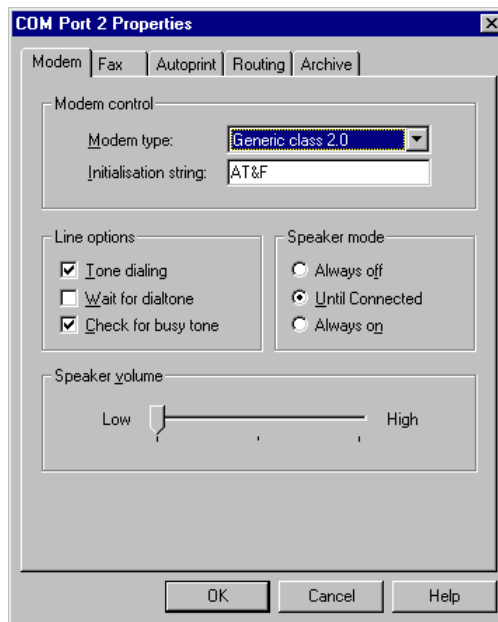 COM Port 2 Properties
Modem Fax Autoprint Routing Archive
Modem control
Modem type: Generic class 2.0
Initialisation string: AT&F
Line options
Tone dialing
Wait for dialtone
Check for busy tone
Speaker mode
Always off
Until Connected
Always on
Speaker volume
Low High
OK Cancel Help